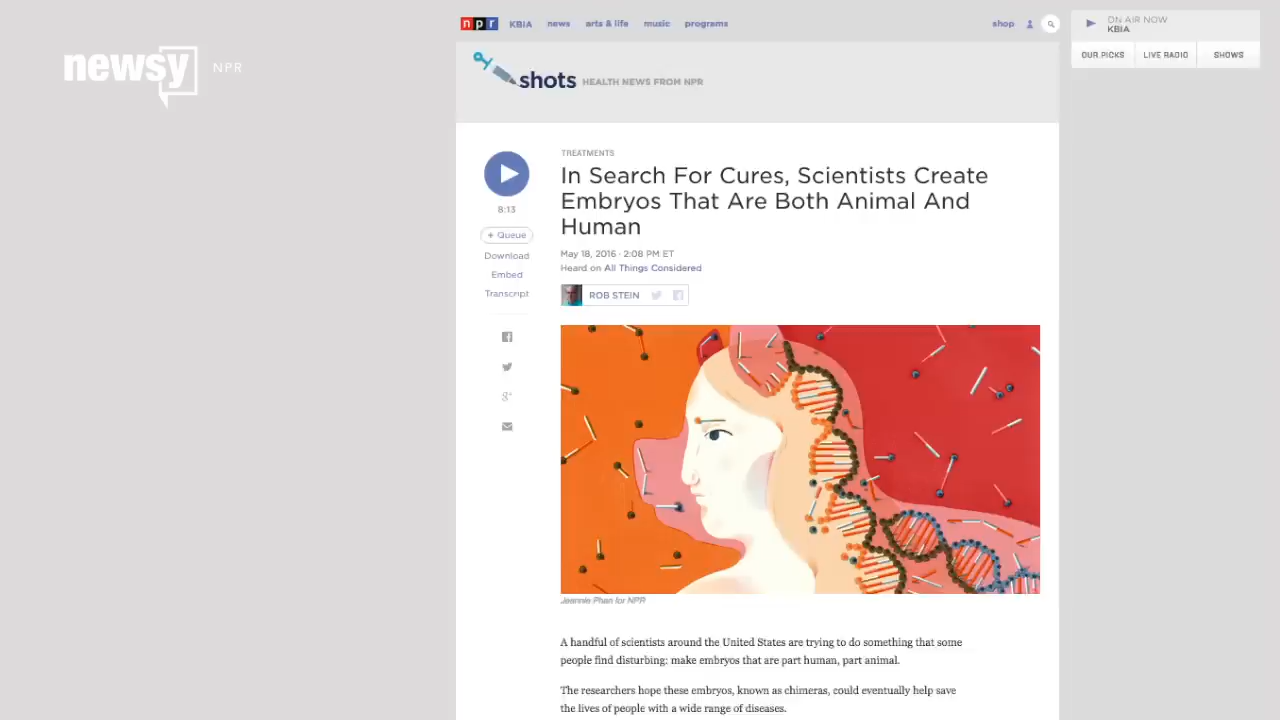 newsy
NPR
npr KBIA news arts & life music programs shop
ON AIR NOW
KBIA
OUR PICKS LIVE RADIO SHOWS
shots HEALTH NEWS FROM NPR
8:13
+ Queue
Download
Embed
Transcript
TREATMENTS
In Search For Cures, Scientists Create
Embryos That Are Both Animal And
Human
May 18, 2016 · 2:08 PM ET
Heard on All Things Considered
ROB STEIN
Jeannie Phan for NPR
A handful of scientists around the United States are trying to do something that some
people find disturbing: make embryos that are part human, part animal.
The researchers hope these embryos, known as chimeras, could eventually help save
the lives of people with a wide range of diseases.